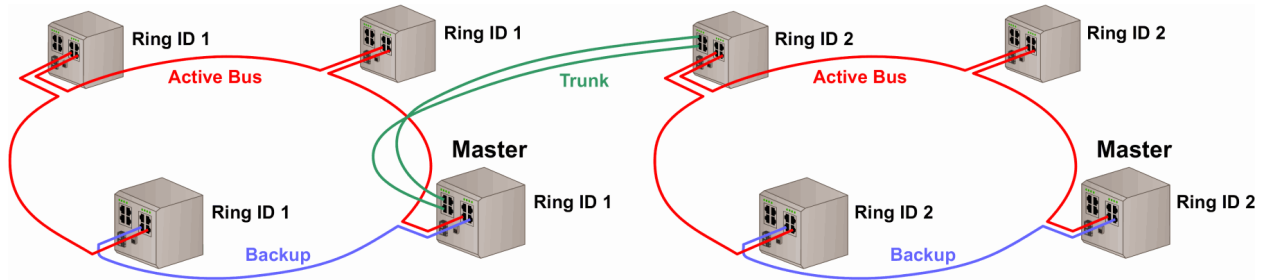 Ring ID 1
Ring ID 1
Ring ID 2
Ring ID 2
Active Bus
Trunk
Active Bus
Master
Master
Ring ID 1
Ring ID 1
Ring ID 2
Ring ID 2
Backup
Backup